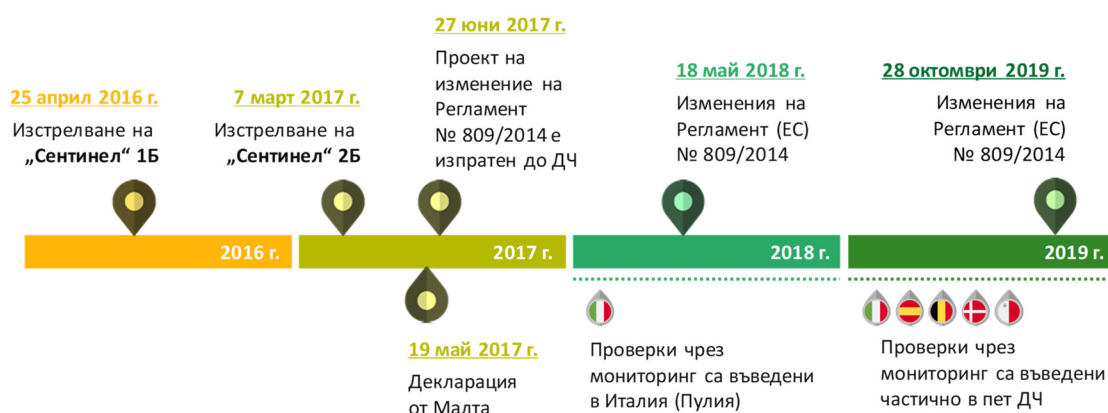 25 април 2016 г.
Изстрелване на
„Сентинел“ 1Б
7 март 2017 г.
Изстрелване на
„Сентинел“ 2Б
27 юни 2017 г.
Проект на
изменение на
Регламент
№ 809/2014 е
изпратен до ДЧ
18 май 2018 г.
Изменения на
Регламент (ЕС)
№ 809/2014
28 октомври 2019 г.
Изменения на
Регламент (ЕС)
№ 809/2014
2016 г.
2017 г.
2018 г.
2019 г.
19 май 2017 г.
Декларация
от Малта
Проверки чрез
мониторинг са въведени
в Италия (Пулия)
Проверки чрез
мониторинг са въведени
частично в пет ДЧ